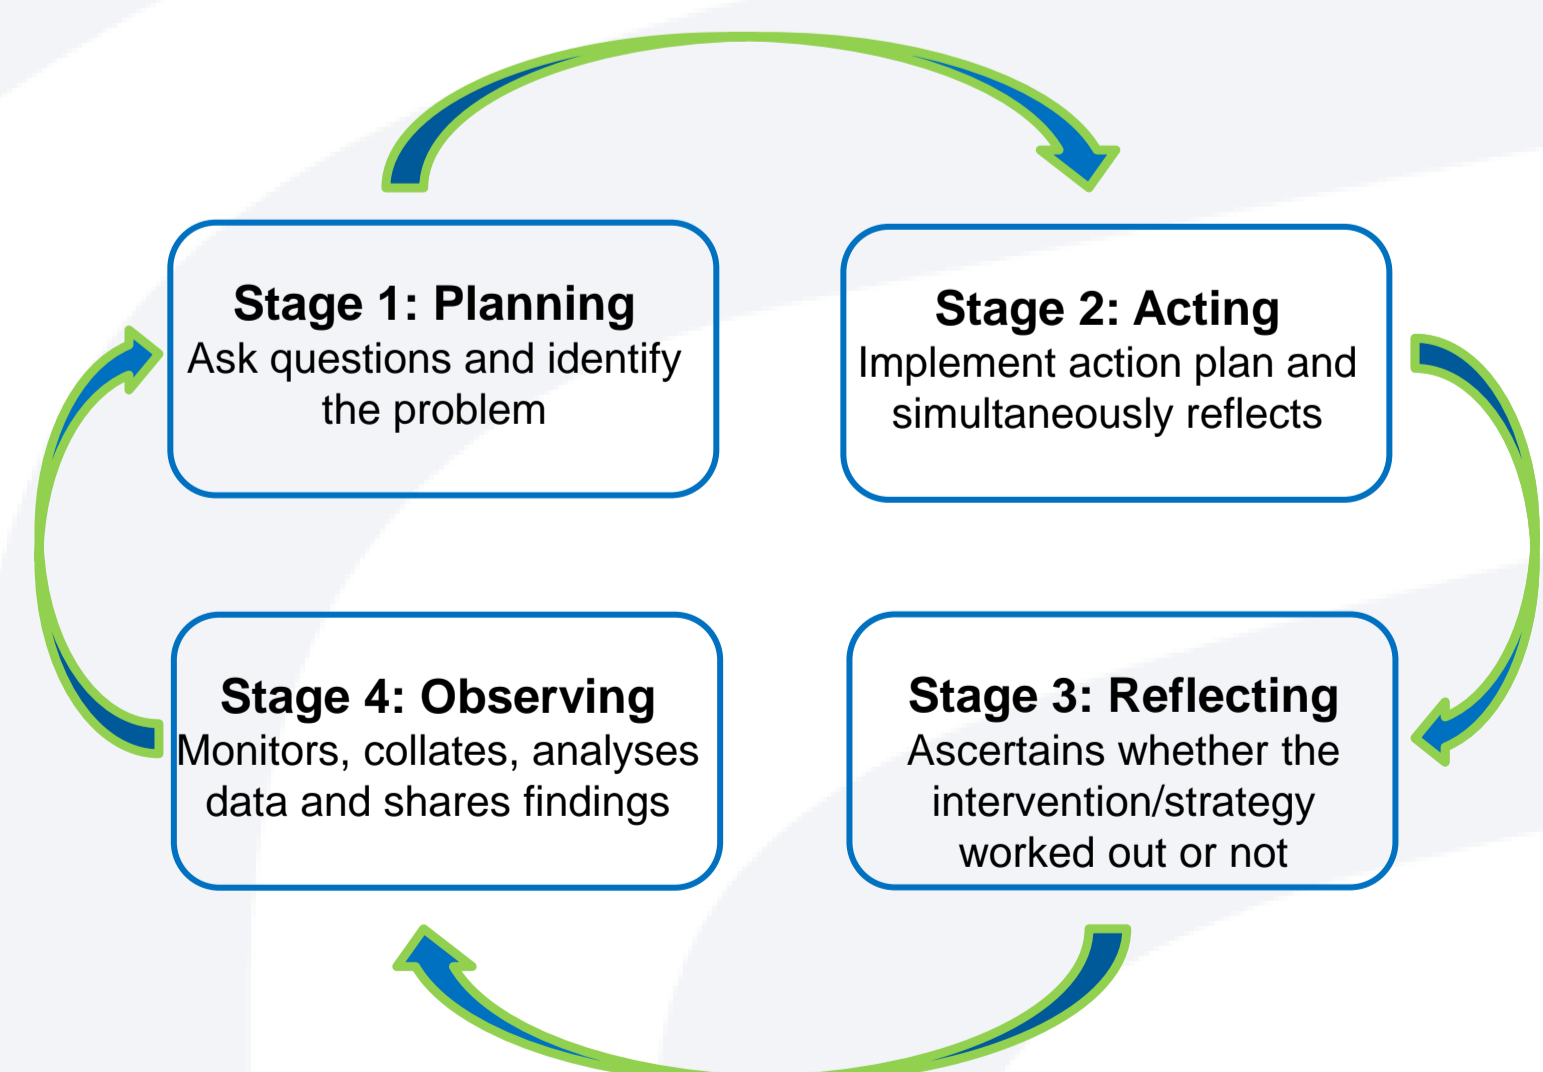 Stage 1: Planning
Ask questions and identify
the problem
Stage 2: Acting
Implement action plan and
simultaneously reflects
Stage 3: Reflecting
Ascertains whether the
intervention/strategy
worked out or not
Stage 4: Observing
Monitors, collates, analyses
data and shares findings